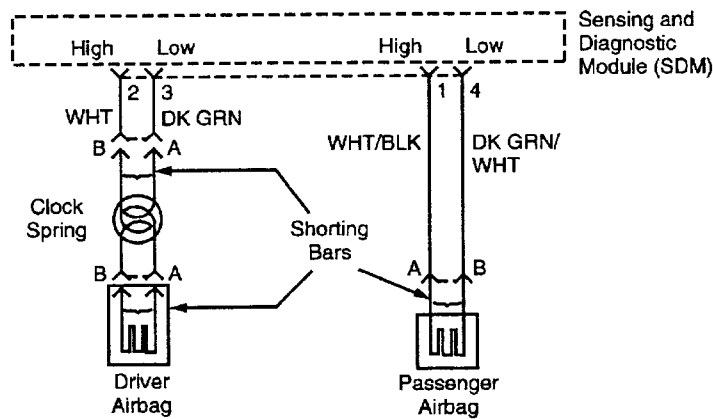 Sensing and
Diagnostic
Module (SDM)
High Low
High Low
2 3
1 4
WHT DK GRN
B A
WHT/BLK
DK GRN/
WHT
Clock
Spring
Shorting
Bars
B A
A B
Driver
Airbag
Passenger
Airbag